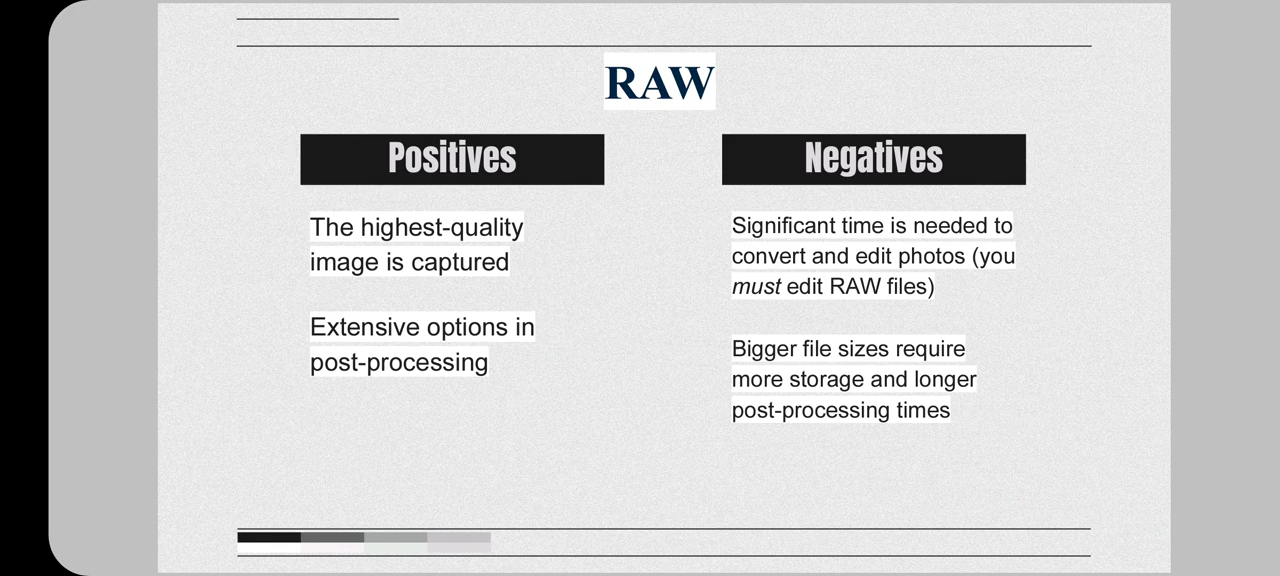 RAW
Positives
The highest-quality
image is captured
Extensive options in
post-processing
Negatives
Significant time is needed to
convert and edit photos (you
must edit RAW files)
Bigger file sizes require
more storage and longer
post-processing times